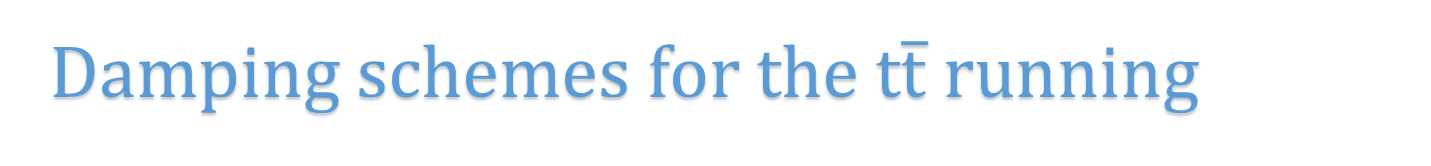 Damping schemes for the tt̅ running